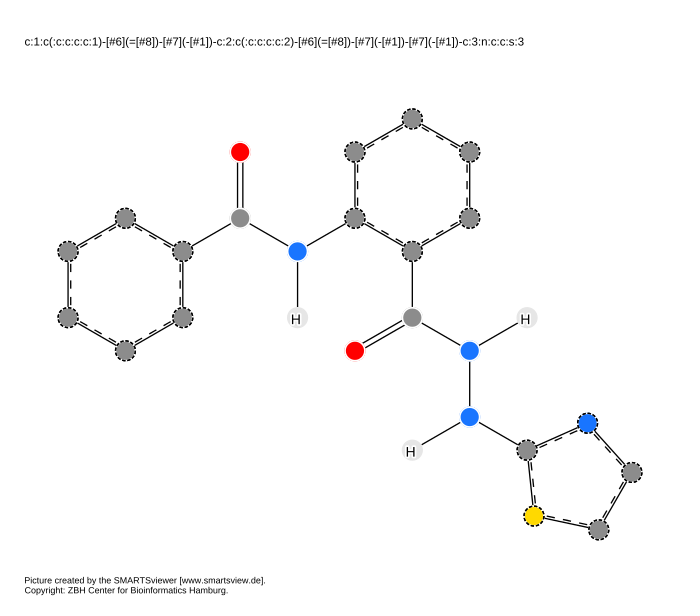 c:1:c(:c:c:c:c:1)-[#6](=[#8])-[#7](-[#1])-c:2:c(:c:c:c:c:2)-[#6](=[#8])-[#7](-[#1])-[#7](-[#1])-c:3:n:c:c:s:3
H
H
H
Picture created by the SMARTSviewer [www.smartsview.de].
Copyright: ZBH Center for Bioinformatics Hamburg.